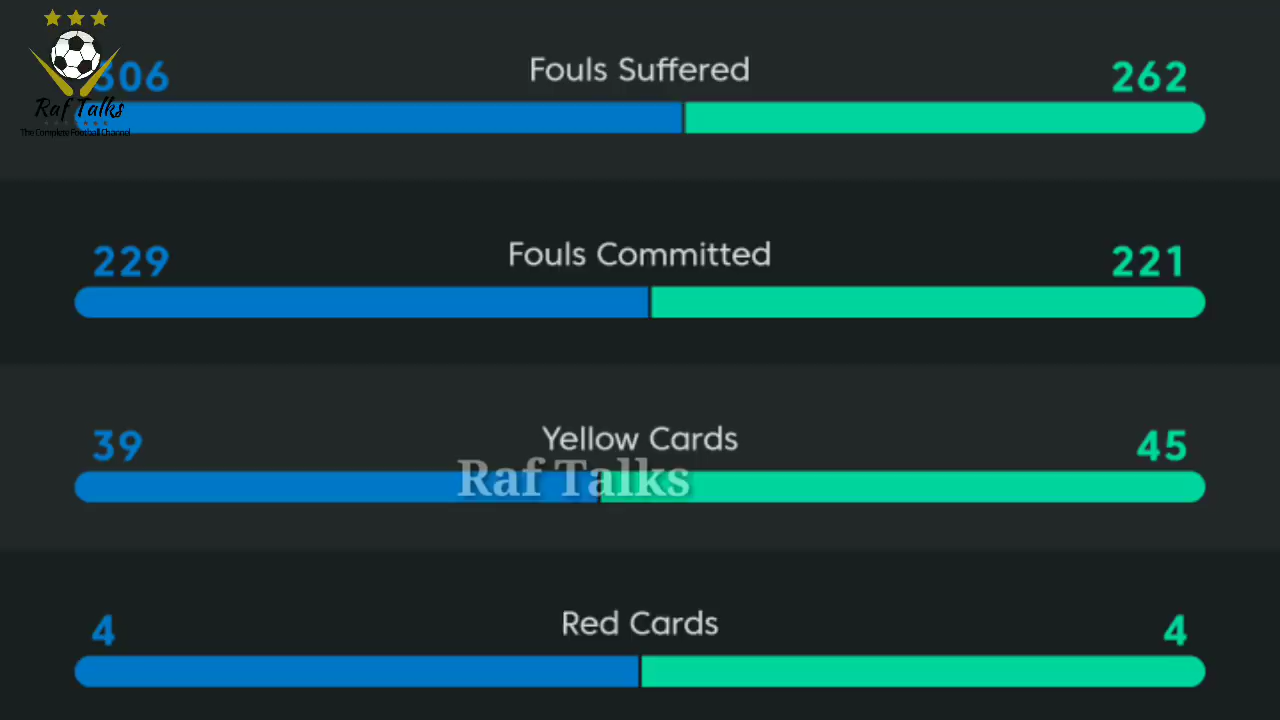 306 Fouls Suffered 262
Raf Talks
The Complete Football Channel
229 Fouls Committed 221
39 Yellow Cards 45
Raf Talks
4 Red Cards 4